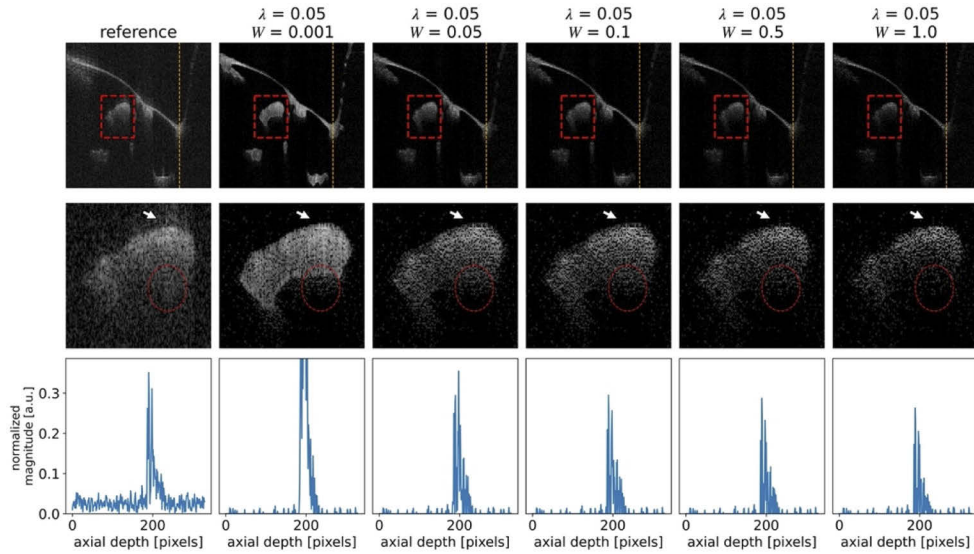 reference
λ = 0.05
W = 0.001
λ = 0.05
W = 0.05
λ = 0.05
W = 0.1
λ = 0.05
W = 0.5
λ = 0.05
W = 1.0
normalized
magnitude [a.u.]
0.3
0.2
0.1
0.0
0 200
0 200
0 200
0 200
0 200
0 200
axial depth [pixels]
axial depth [pixels]
axial depth [pixels]
axial depth [pixels]
axial depth [pixels]
axial depth [pixels]